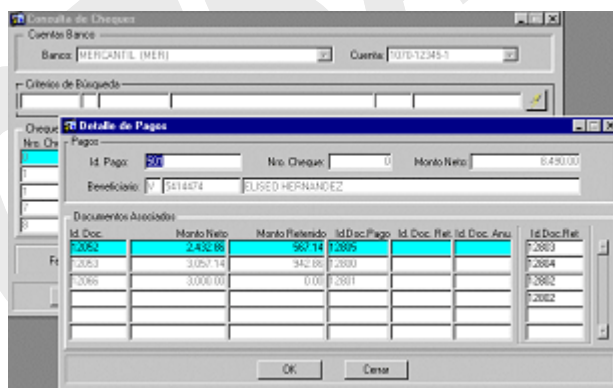 Consulta de Cheques
Cuentas Banco
Banco: MERCANTIL (MER) Cuenta: 1070-12345-1
Criterios de Búsqueda
Detalle de Pagos
Nro. Pagos
Id. Pago: 501 Nro. Cheque: 0 Monto Neto: 8.490.00
Beneficiario: V 5414474 ELISEO HERNANDEZ
Documentos Asociados
Id. Doc. Monto Neto Monto Retenido Id.Doc.Pago Id. Doc. Ret. Id. Doc. Anu. Id.Doc.Ret.
12052 2,432.86 567.14 12805 12803
12053 3,057.14 942.86 12800 12804
12066 3,000.00 0.00 12801 12802
12802
OK Cerrar